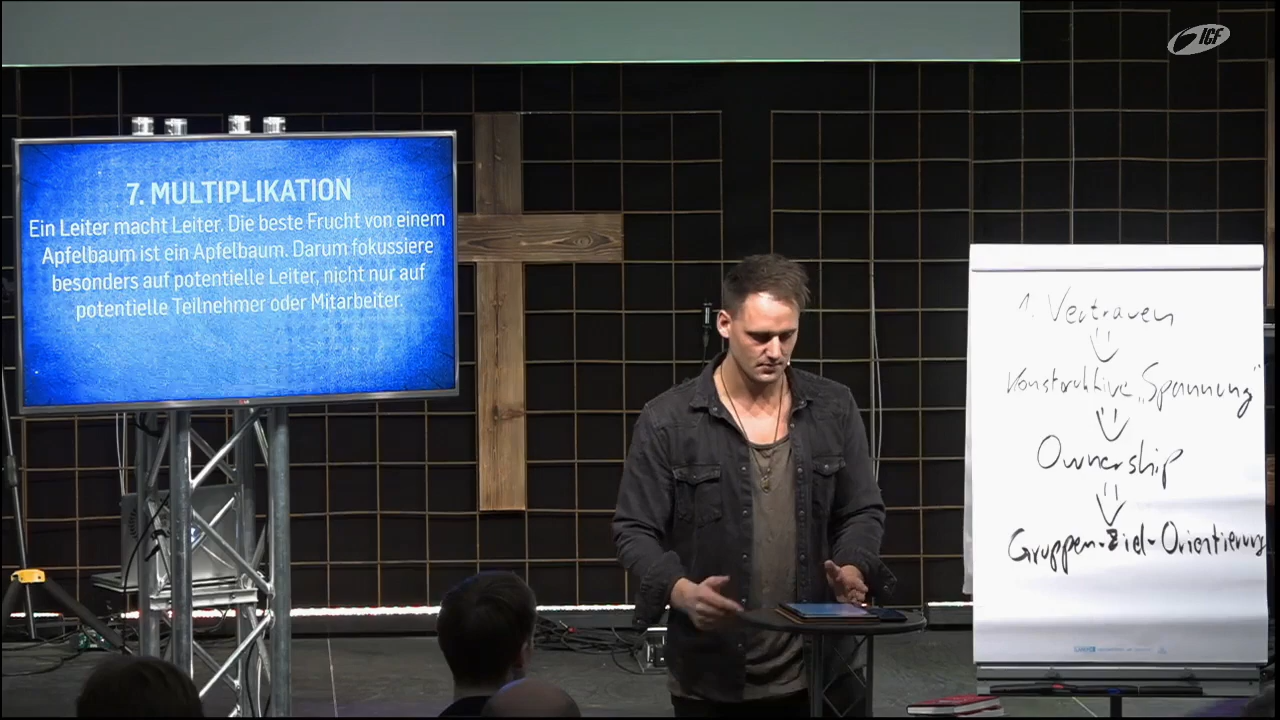 ICF
7. MULTIPLIKATION
Ein Leiter macht Leiter. Die beste Frucht von einem
Apfelbaum ist ein Apfelbaum. Darum fokussiere
besonders auf potentielle Leiter, nicht nur auf
potentielle Teilnehmer oder Mitarbeiter.
1. Vertrauen
Konstruktive „Spannung"
Ownership
Gruppen-Ziel-Orientierung